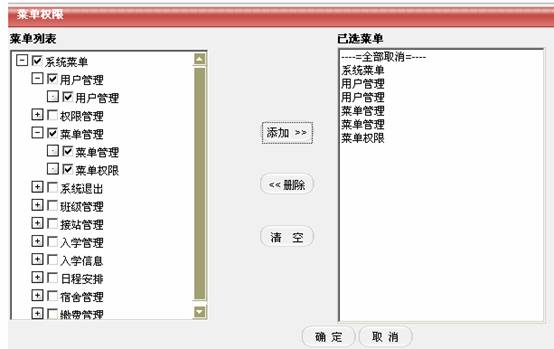 菜单权限
菜单列表
系统菜单
用户管理
用户管理
权限管理
菜单管理
菜单管理
菜单权限
系统退出
班级管理
接站管理
入学管理
入学信息
日程安排
宿舍管理
缴费管理
添加 >>
<< 删除
清 空
已选菜单
----=全部取消=----
系统菜单
用户管理
用户管理
菜单管理
菜单管理
菜单权限
确 定
取 消